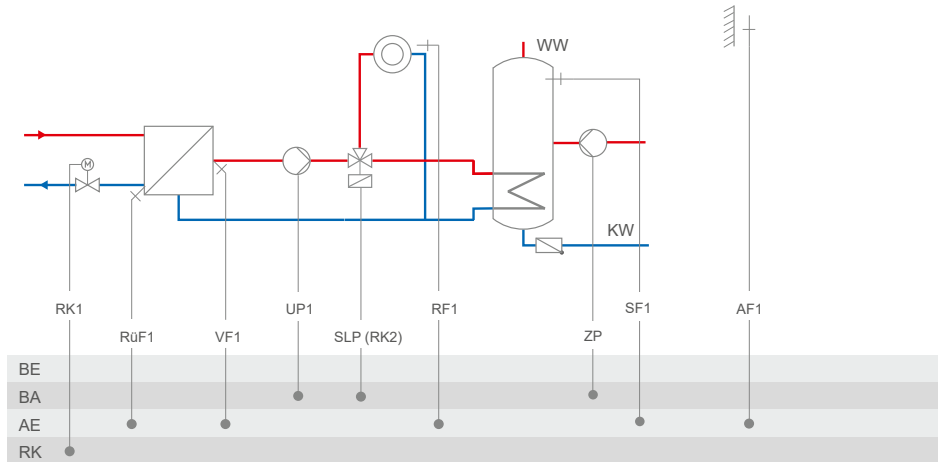 WW
M
KW
RK1
UP1
RF1
SF1
AF1
RüF1
VF1
SLP (RK2)
ZP
BE
BA
AE
RK